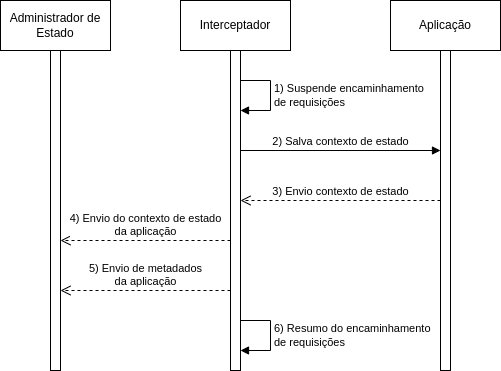 Administrador de
Estado
Interceptador
Aplicação
1) Suspende encaminhamento
de requisições
2) Salva contexto de estado
3) Envio contexto de estado
4) Envio do contexto de estado
da aplicação
5) Envio de metadados
da aplicação
6) Resumo do encaminhamento
de requisições